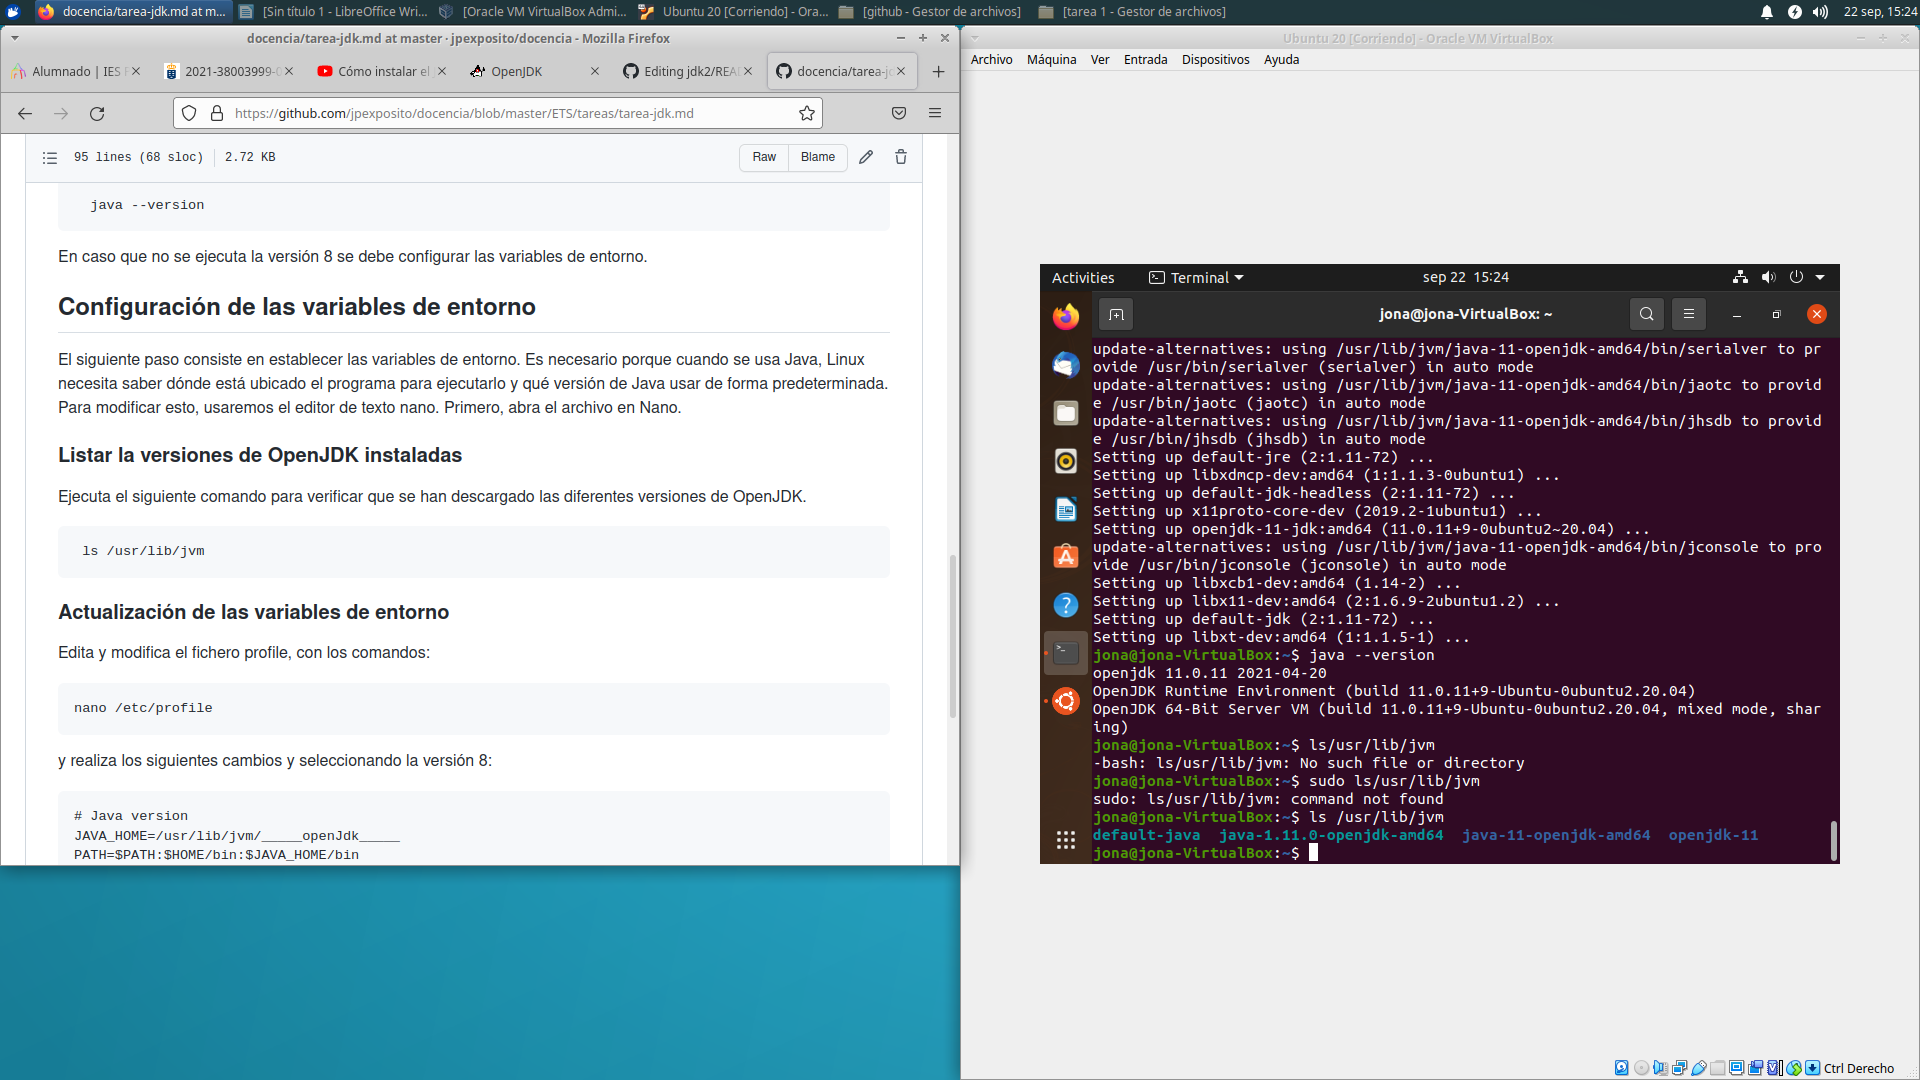 docencia/tarea-jdk.md at m...
[Sin título 1 - LibreOffice Wri...
[Oracle VM VirtualBox Admi...
Ubuntu 20 [Corriendo] - Ora...
[github - Gestor de archivos]
[tarea 1 - Gestor de archivos]
22 sep, 15:24
docencia/tarea-jdk.md at master · jpexposito/docencia - Mozilla Firefox
Alumnado | IES
2021-38003999-
Cómo instalar el
OpenJDK
Editing jdk2/REA
docencia/tarea-jd
https://github.com/jpexposito/docencia/blob/master/ETS/tareas/tarea-jdk.md
95 lines (68 sloc) 2.72 KB
Raw
Blame
java --version
En caso que no se ejecuta la versión 8 se debe configurar las variables de entorno.
Configuración de las variables de entorno
El siguiente paso consiste en establecer las variables de entorno. Es necesario porque cuando se usa Java, Linux
necesita saber dónde está ubicado el programa para ejecutarlo y qué versión de Java usar de forma predeterminada.
Para modificar esto, usaremos el editor de texto nano. Primero, abra el archivo en Nano.
Listar la versiones de OpenJDK instaladas
Ejecuta el siguiente comando para verificar que se han descargado las diferentes versiones de OpenJDK.
ls /usr/lib/jvm
Actualización de las variables de entorno
Edita y modifica el fichero profile, con los comandos:
nano /etc/profile
y realiza los siguientes cambios y seleccionando la versión 8:
# Java version
JAVA_HOME=/usr/lib/jvm/_____openJdk_____
PATH=$PATH:$HOME/bin:$JAVA_HOME/bin
Ubuntu 20 [Corriendo] - Oracle VM VirtualBox
Archivo Máquina Ver Entrada Dispositivos Ayuda
Activities
Terminal
sep 22 15:24
jona@jona-VirtualBox: ~
update-alternatives: using /usr/lib/jvm/java-11-openjdk-amd64/bin/serialver to pr
ovide /usr/bin/serialver (serialver) in auto mode
update-alternatives: using /usr/lib/jvm/java-11-openjdk-amd64/bin/jaotc to provid
e /usr/bin/jaotc (jaotc) in auto mode
update-alternatives: using /usr/lib/jvm/java-11-openjdk-amd64/bin/jhsdb to provid
e /usr/bin/jhsdb (jhsdb) in auto mode
Setting up default-jre (2:1.11-72) ...
Setting up libxdmcp-dev:amd64 (1:1.1.3-0ubuntu1) ...
Setting up default-jdk-headless (2:1.11-72) ...
Setting up x11proto-core-dev (2019.2-1ubuntu1) ...
Setting up openjdk-11-jdk:amd64 (11.0.11+9-0ubuntu2~20.04) ...
update-alternatives: using /usr/lib/jvm/java-11-openjdk-amd64/bin/jconsole to pro
vide /usr/bin/jconsole (jconsole) in auto mode
Setting up libxcb1-dev:amd64 (1.14-2) ...
Setting up libx11-dev:amd64 (2:1.6.9-2ubuntu1.2) ...
Setting up default-jdk (2:1.11-72) ...
Setting up libxt-dev:amd64 (1:1.1.5-1) ...
jona@jona-VirtualBox:~$ java --version
openjdk 11.0.11 2021-04-20
OpenJDK Runtime Environment (build 11.0.11+9-Ubuntu-0ubuntu2.20.04)
OpenJDK 64-Bit Server VM (build 11.0.11+9-Ubuntu-0ubuntu2.20.04, mixed mode, shar
ing)
jona@jona-VirtualBox:~$ ls/usr/lib/jvm
-bash: ls/usr/lib/jvm: No such file or directory
jona@jona-VirtualBox:~$ sudo ls/usr/lib/jvm
sudo: ls/usr/lib/jvm: command not found
jona@jona-VirtualBox:~$ ls /usr/lib/jvm
default-java java-1.11.0-openjdk-amd64 java-11-openjdk-amd64 openjdk-11
jona@jona-VirtualBox:~$
Ctrl Derecho